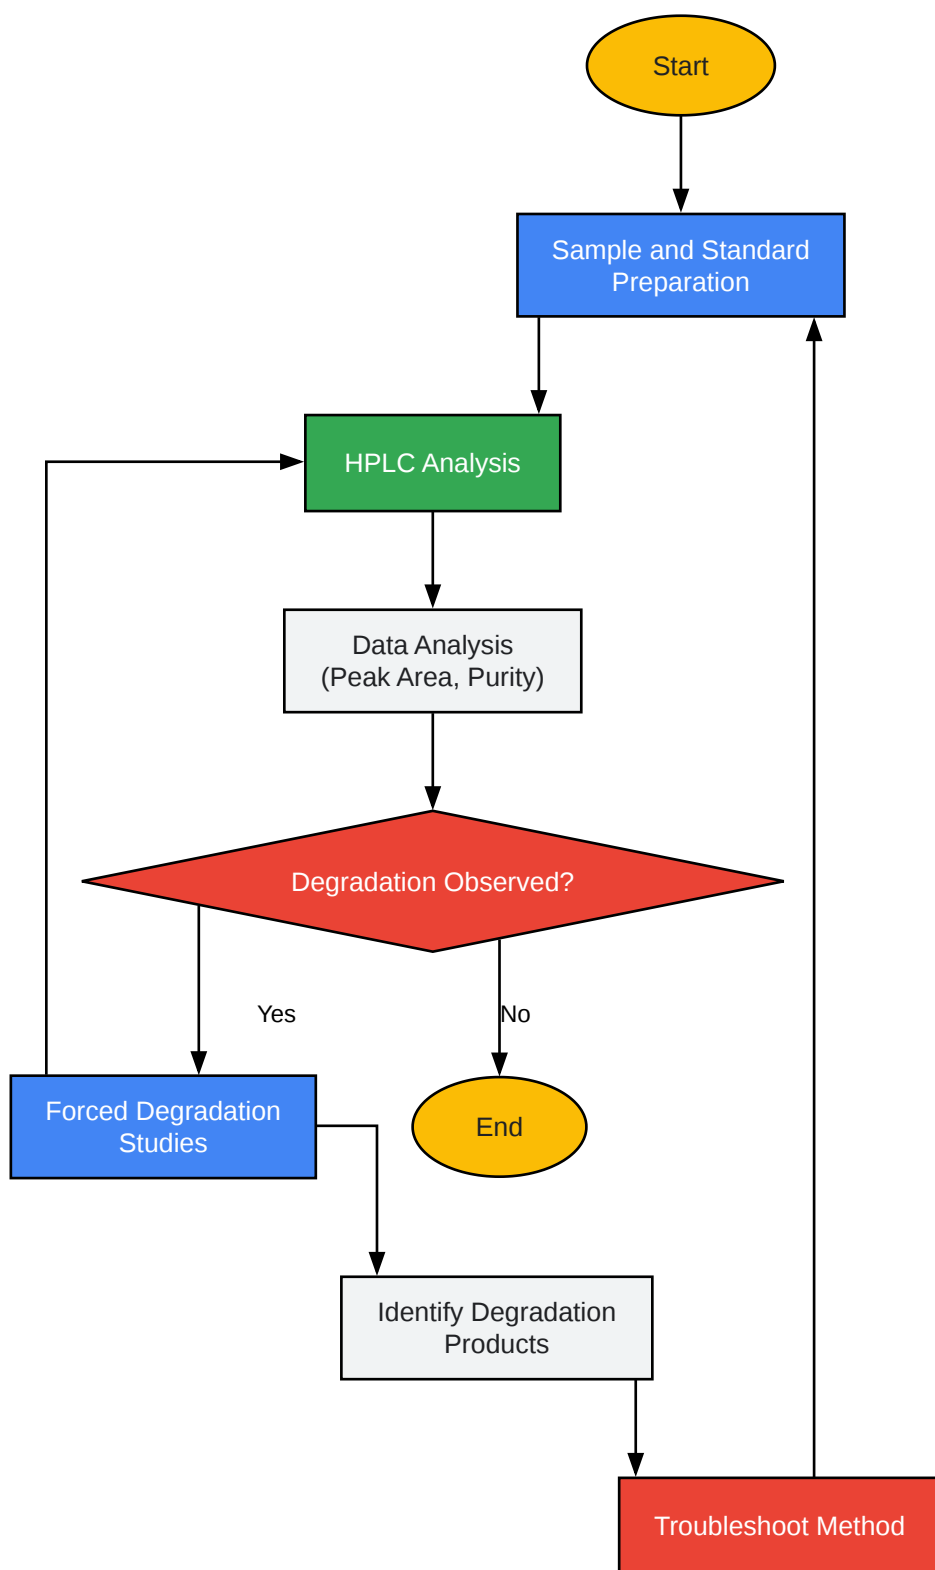 Start
Sample and Standard
Preparation
HPLC Analysis
Data Analysis
(Peak Area, Purity)
Degradation Observed?
Yes
No
Forced Degradation
Studies
End
Identify Degradation
Products
Troubleshoot Method